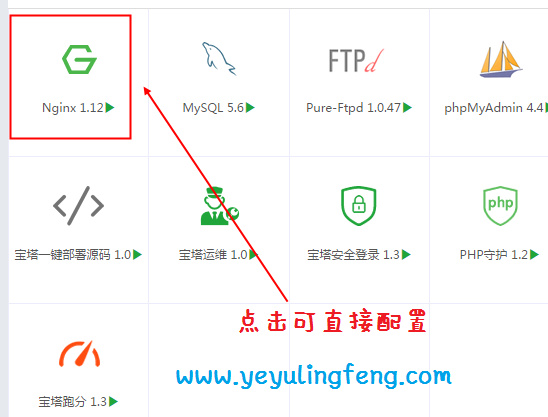 FTPd
Nginx 1.12
MySQL 5.6
Pure-Ftpd 1.0.47
phpMyAdmin 4.4
php
宝塔一键部署源码 1.0
宝塔运维 1.0
宝塔安全登录 1.3
PHP守护 1.2
点击可直接配置
www.yeyulingfeng.com
宝塔跑分 1.3